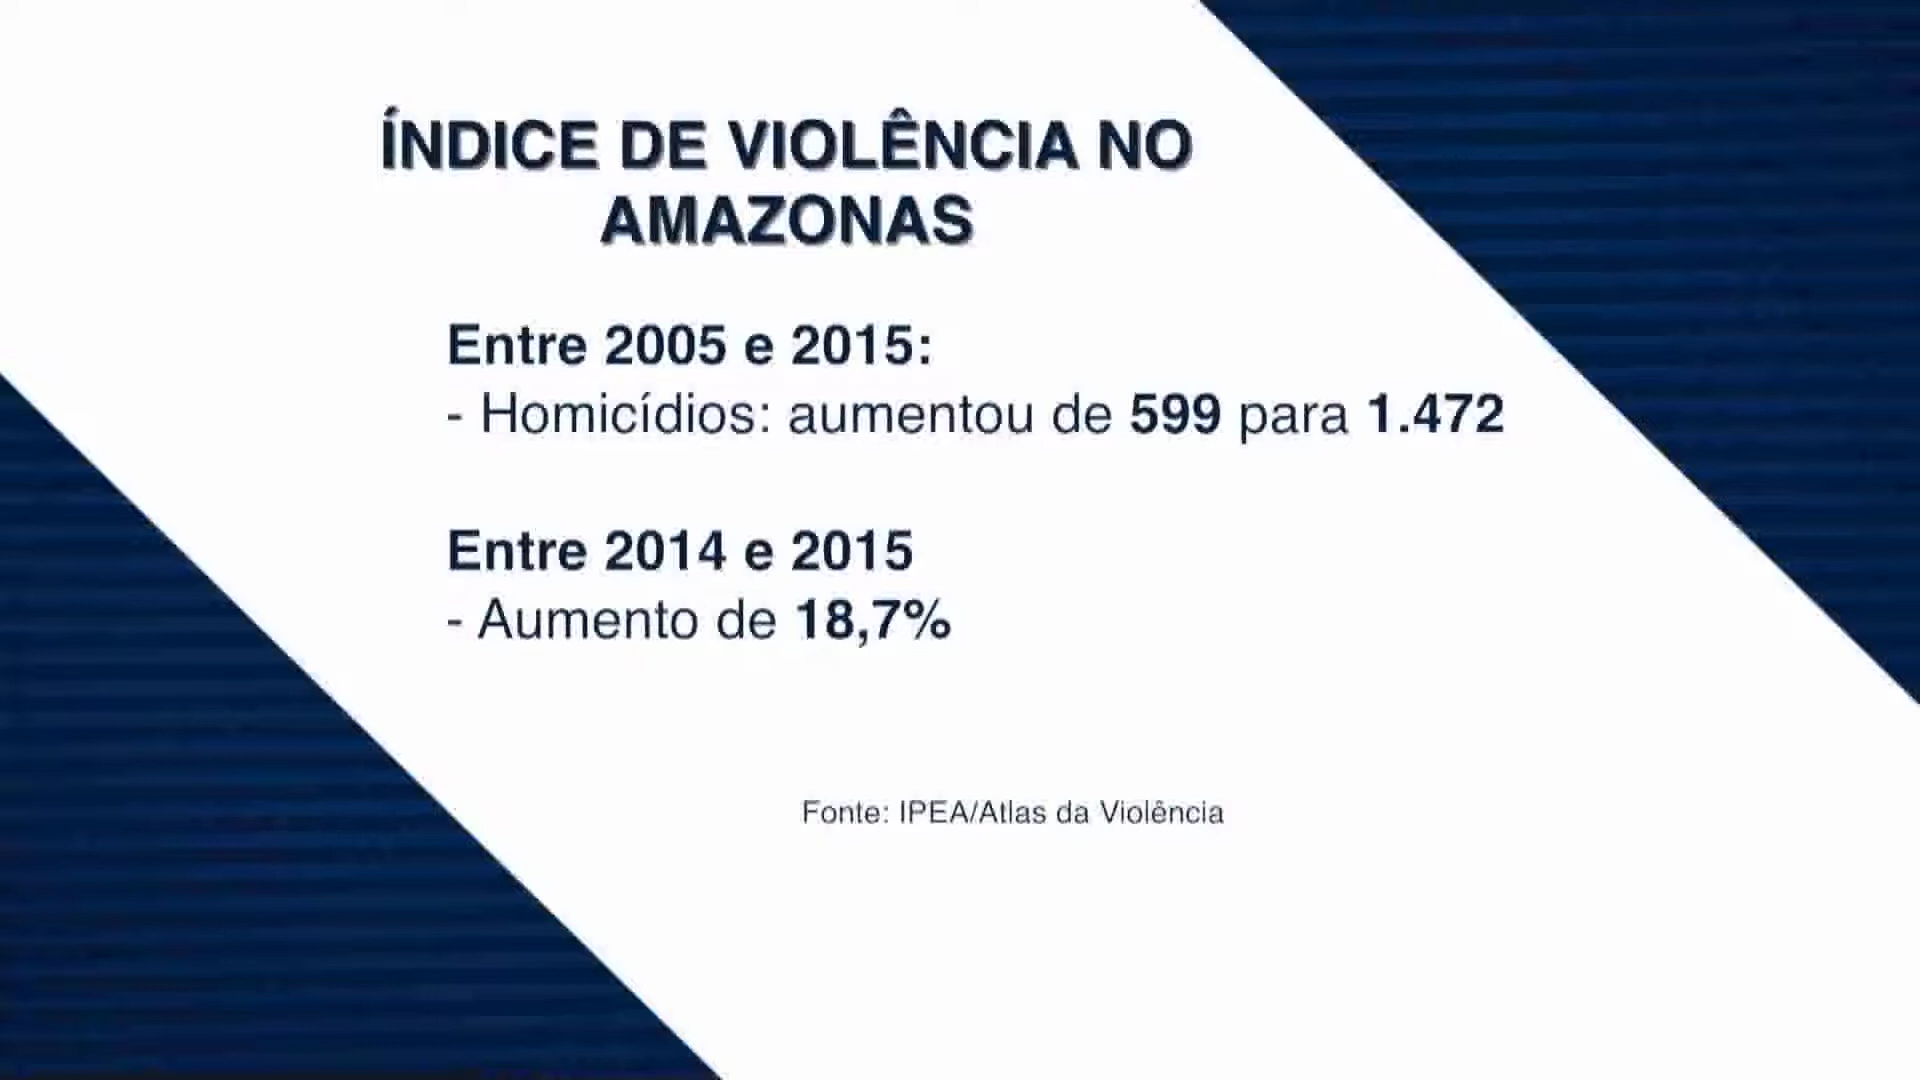 ÍNDICE DE VIOLÊNCIA NO
AMAZONAS
Entre 2005 e 2015:
- Homicídios: aumentou de 599 para 1.472
Entre 2014 e 2015
- Aumento de 18,7%
Fonte: IPEA/Atlas da Violência